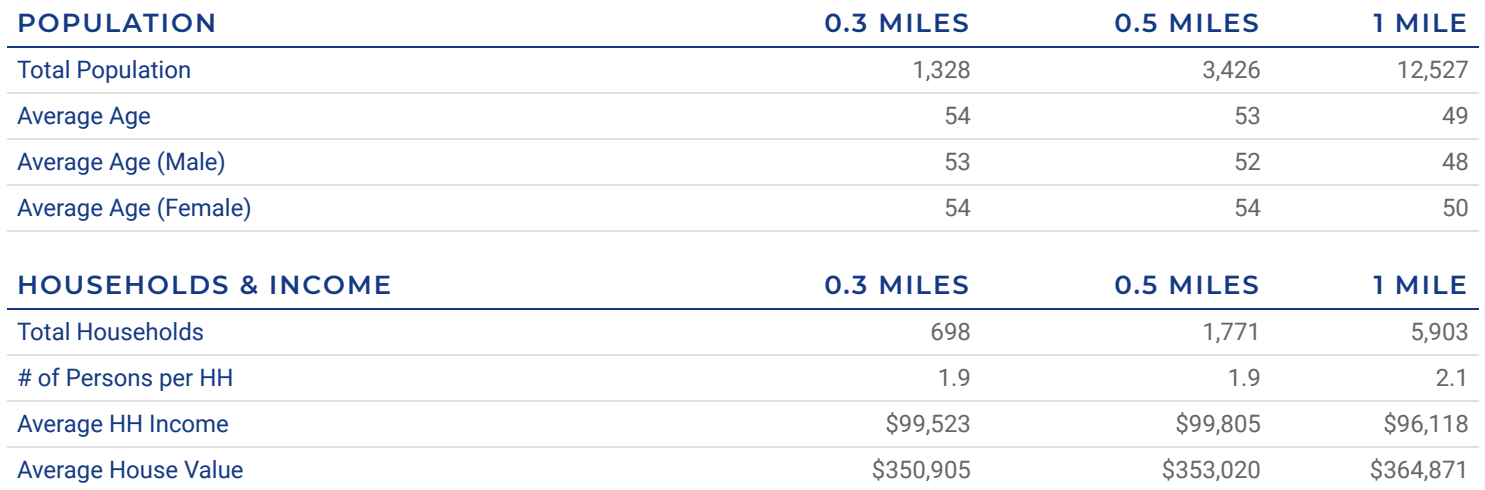 POPULATION 0.3 MILES 0.5 MILES 1 MILE
Total Population 1,328 3,426 12,527
Average Age 54 53 49
Average Age (Male) 53 52 48
Average Age (Female) 54 54 50
HOUSEHOLDS & INCOME 0.3 MILES 0.5 MILES 1 MILE
Total Households 698 1,771 5,903
# of Persons per HH 1.9 1.9 2.1
Average HH Income $99,523 $99,805 $96,118
Average House Value $350,905 $353,020 $364,871